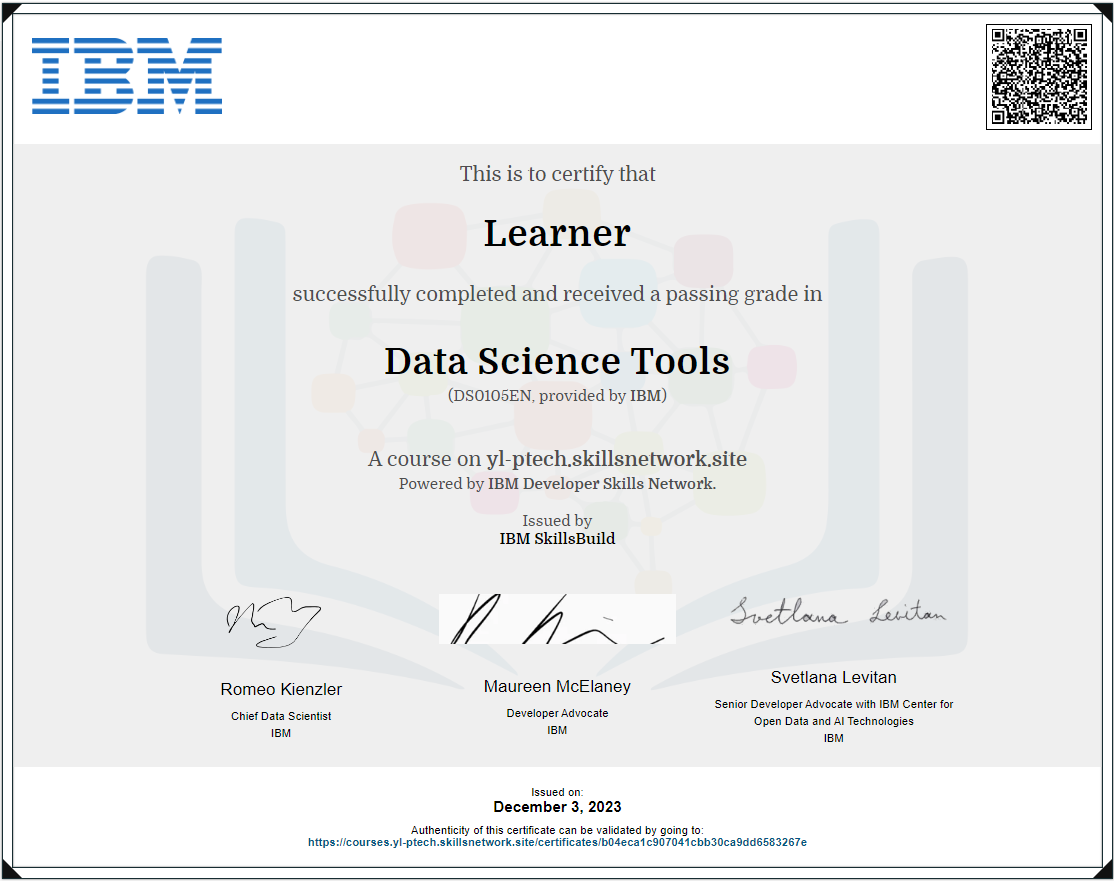 IBM
This is to certify that
Learner
successfully completed and received a passing grade in
Data Science Tools
(DS0105EN, provided by IBM)
A course on yl-ptech.skillsnetwork.site
Powered by IBM Developer Skills Network.
Issued by
IBM SkillsBuild
Svetlana Levitan
Romeo Kienzler
Chief Data Scientist
IBM
Maureen McElaney
Developer Advocate
IBM
Svetlana Levitan
Senior Developer Advocate with IBM Center for
Open Data and AI Technologies
IBM
Issued on:
December 3, 2023
Authenticity of this certificate can be validated by going to:
https://courses.yl-ptech.skillsnetwork.site/certificates/b04eca1c907041cbb30ca9dd6583267e